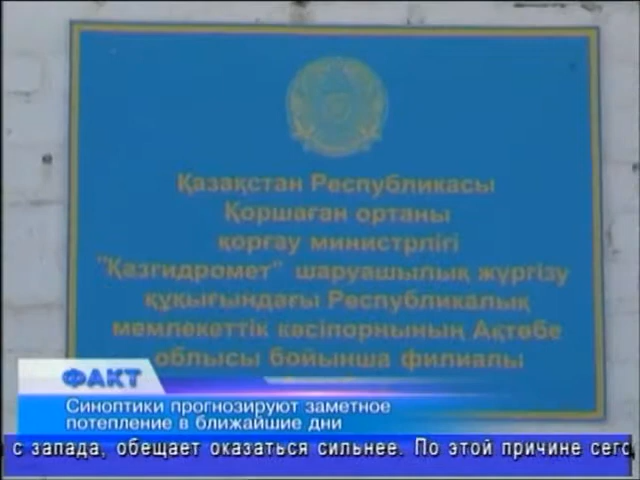 Қазақстан Республикасы
Қоршаған ортаны
қорғау министрлігі
"Қазгидромет" шаруашылық жүргізу
құқығындағы Республикалық
мемлекеттік кәсіпорнының Ақтөбе
облысы бойынша филиалы
ФАКТ
Синоптики прогнозируют заметное
потепление в ближайшие дни
с запада, обещает оказаться сильнее. По этой причине сего